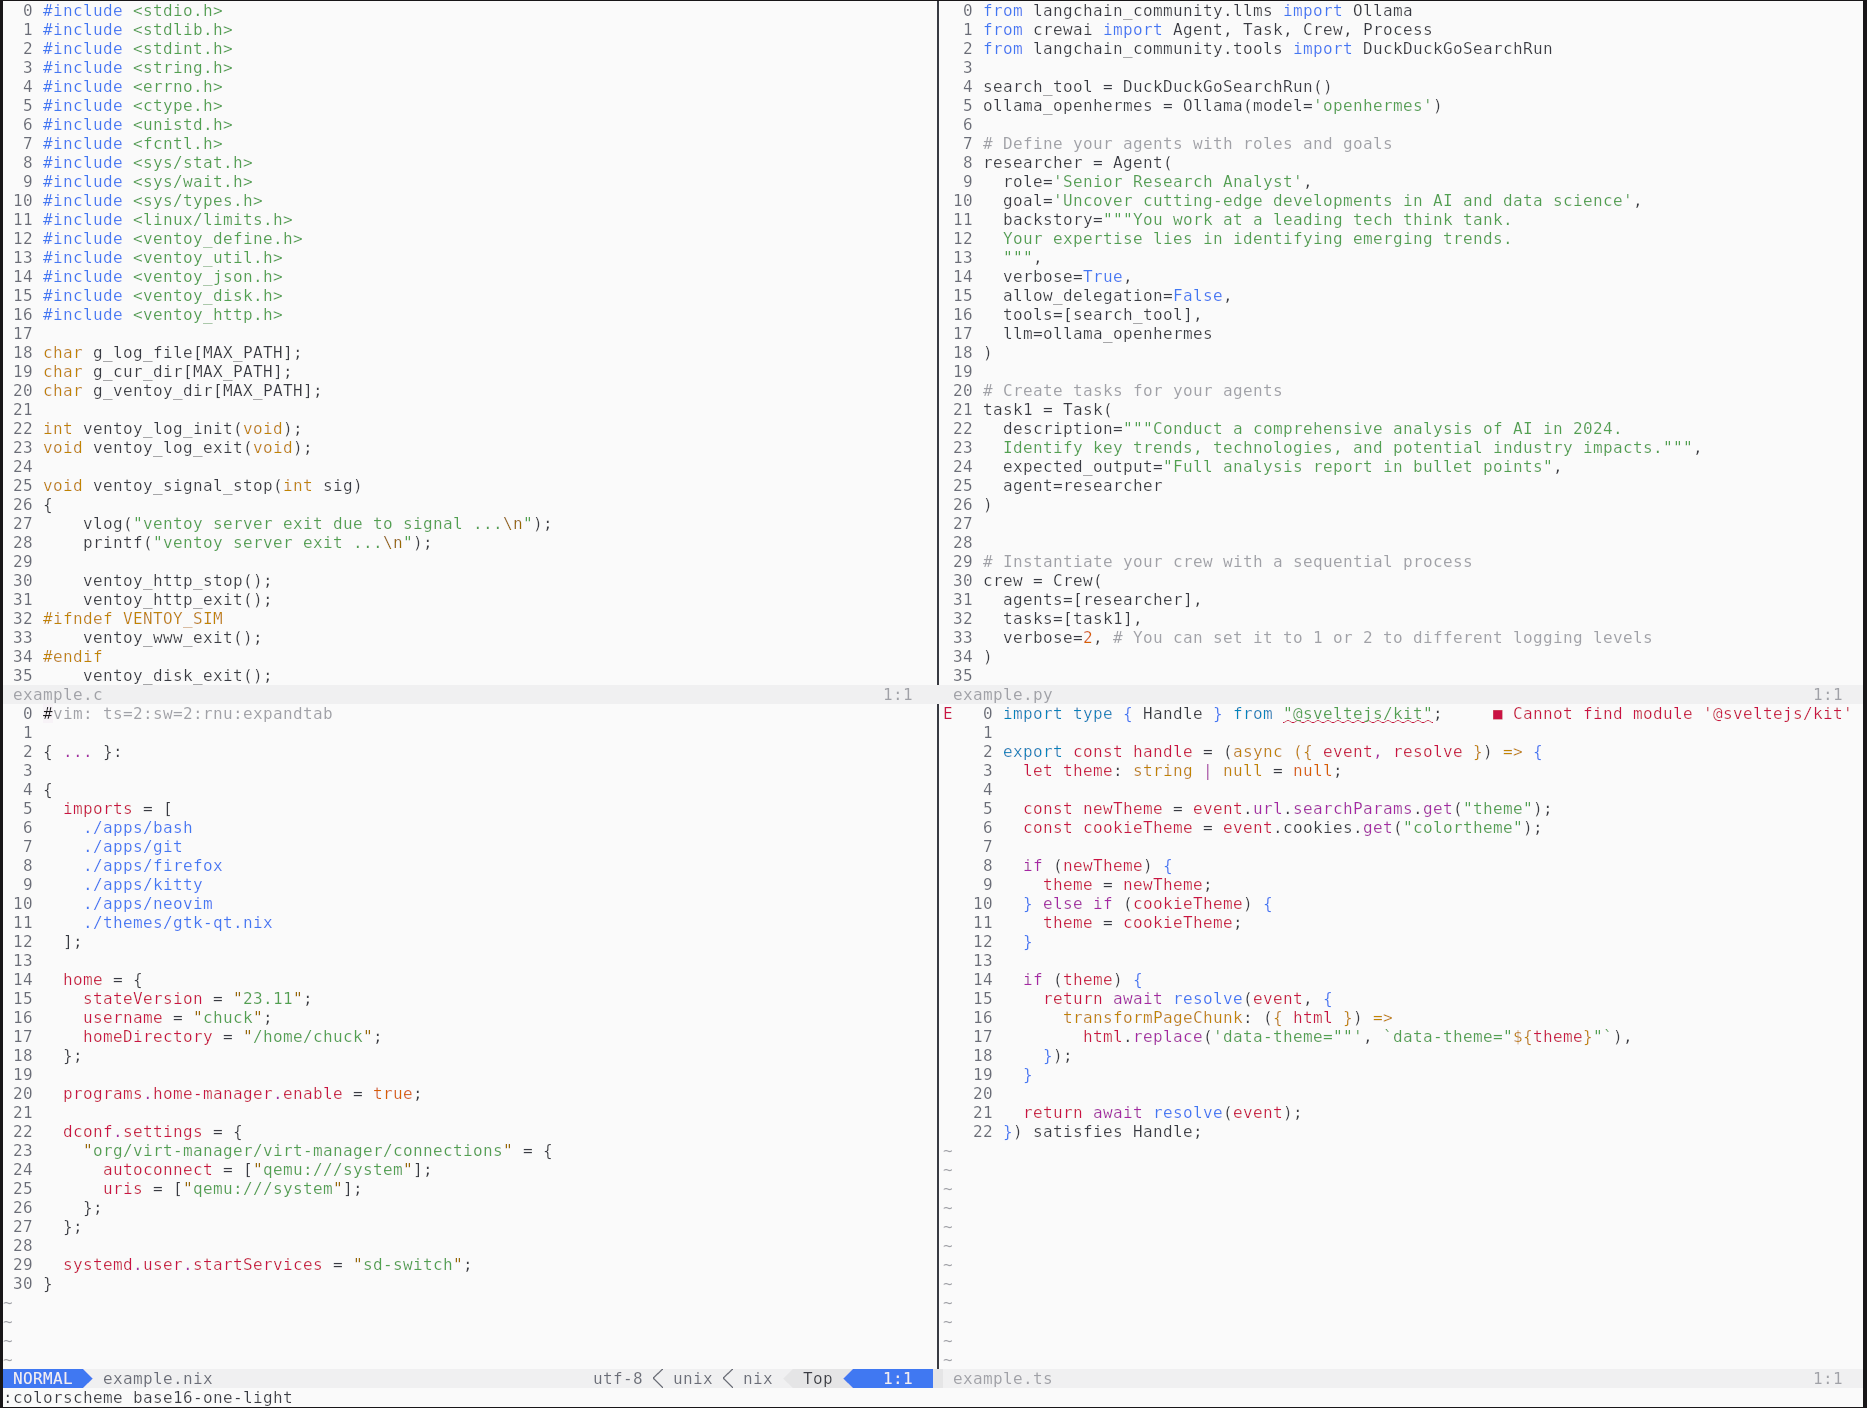 0 #include <stdio.h>
1 #include <stdlib.h>
2 #include <stdint.h>
3 #include <string.h>
4 #include <errno.h>
5 #include <ctype.h>
6 #include <unistd.h>
7 #include <fcntl.h>
8 #include <sys/stat.h>
9 #include <sys/wait.h>
10 #include <sys/types.h>
11 #include <linux/limits.h>
12 #include <ventoy_define.h>
13 #include <ventoy_util.h>
14 #include <ventoy_json.h>
15 #include <ventoy_disk.h>
16 #include <ventoy_http.h>
17
18 char g_log_file[MAX_PATH];
19 char g_cur_dir[MAX_PATH];
20 char g_ventoy_dir[MAX_PATH];
21
22 int ventoy_log_init(void);
23 void ventoy_log_exit(void);
24
25 void ventoy_signal_stop(int sig)
26 {
27     vlog("ventoy server exit due to signal ...\n");
28     printf("ventoy server exit ...\n");
29
30     ventoy_http_stop();
31     ventoy_http_exit();
32 #ifndef VENTOY_SIM
33     ventoy_www_exit();
34 #endif
35     ventoy_disk_exit();
example.c 1:1
0 from langchain_community.llms import Ollama
1 from crewai import Agent, Task, Crew, Process
2 from langchain_community.tools import DuckDuckGoSearchRun
3
4 search_tool = DuckDuckGoSearchRun()
5 ollama_openhermes = Ollama(model='openhermes')
6
7 # Define your agents with roles and goals
8 researcher = Agent(
9   role='Senior Research Analyst',
10   goal='Uncover cutting-edge developments in AI and data science',
11   backstory="""You work at a leading tech think tank.
12   Your expertise lies in identifying emerging trends.
13   """,
14   verbose=True,
15   allow_delegation=False,
16   tools=[search_tool],
17   llm=ollama_openhermes
18 )
19
20 # Create tasks for your agents
21 task1 = Task(
22   description="""Conduct a comprehensive analysis of AI in 2024.
23   Identify key trends, technologies, and potential industry impacts.""",
24   expected_output="Full analysis report in bullet points",
25   agent=researcher
26 )
27
28
29 # Instantiate your crew with a sequential process
30 crew = Crew(
31   agents=[researcher],
32   tasks=[task1],
33   verbose=2, # You can set it to 1 or 2 to different logging levels
34 )
35
example.py 1:1
0 #vim: ts=2:sw=2:rnu:expandtab
1
2 { ... }:
3
4 {
5   imports = [
6     ./apps/bash
7     ./apps/git
8     ./apps/firefox
9     ./apps/kitty
10     ./apps/neovim
11     ./themes/gtk-qt.nix
12   ];
13
14   home = {
15     stateVersion = "23.11";
16     username = "chuck";
17     homeDirectory = "/home/chuck";
18   };
19
20   programs.home-manager.enable = true;
21
22   dconf.settings = {
23     "org/virt-manager/virt-manager/connections" = {
24       autoconnect = ["qemu:///system"];
25       uris = ["qemu:///system"];
26     };
27   };
28
29   systemd.user.startServices = "sd-switch";
30 }
~
~
~
~
NORMAL example.nix utf-8 unix nix Top 1:1
E 0 import type { Handle } from "@sveltejs/kit"; ■ Cannot find module '@sveltejs/kit'
1
2 export const handle = (async ({ event, resolve }) => {
3   let theme: string | null = null;
4
5   const newTheme = event.url.searchParams.get("theme");
6   const cookieTheme = event.cookies.get("colortheme");
7
8   if (newTheme) {
9     theme = newTheme;
10   } else if (cookieTheme) {
11     theme = cookieTheme;
12   }
13
14   if (theme) {
15     return await resolve(event, {
16       transformPageChunk: ({ html }) =>
17         html.replace('data-theme=""', `data-theme="${theme}"`),
18     });
19   }
20
21   return await resolve(event);
22 }) satisfies Handle;
~
~
~
~
~
~
~
~
~
~
~
~
example.ts 1:1
:colorscheme base16-one-light